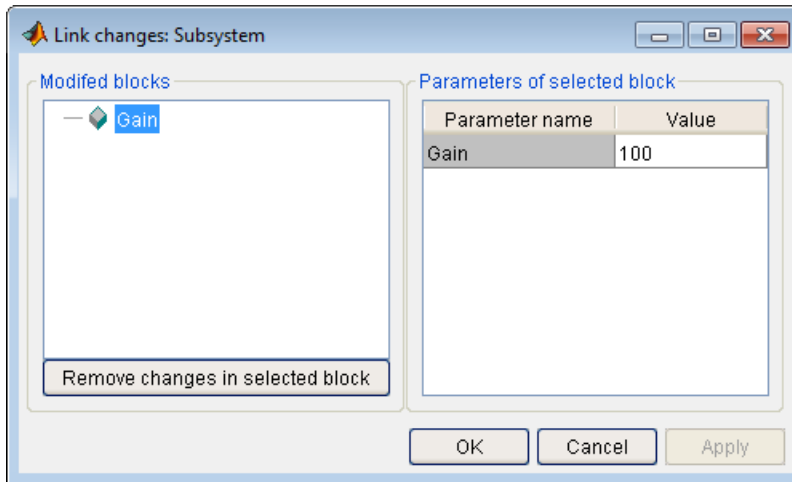 Link changes: Subsystem
Modifed blocks
Gain
Remove changes in selected block
Parameters of selected block
Parameter name Value
Gain 100
OK Cancel Apply